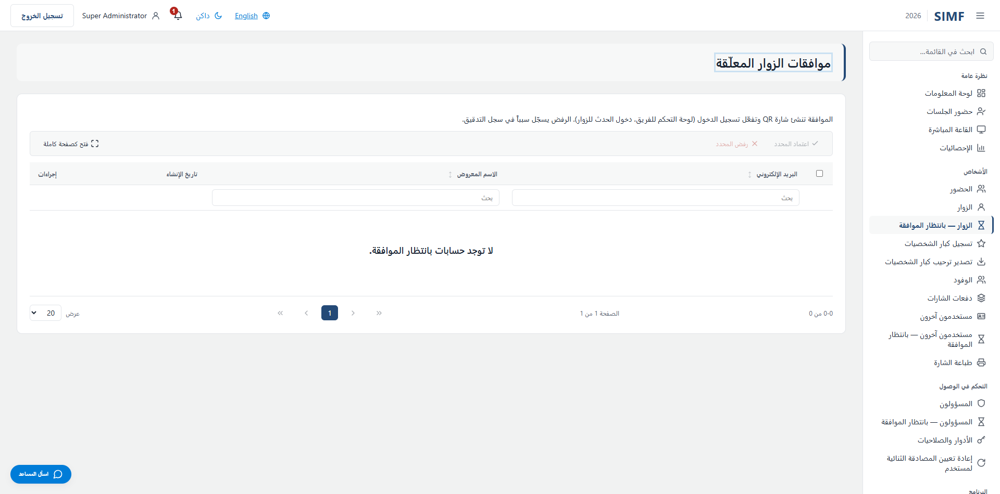 SIMF
2026
English
داكن
1
Super Administrator
تسجيل الخروج
ابحث في القائمة...
نظرة عامة
لوحة المعلومات
حضور الجلسات
القاعة المباشرة
الإحصائيات
الأشخاص
الحضور
الزوار
الزوار — بانتظار الموافقة
تسجيل كبار الشخصيات
تصدير ترحيب كبار الشخصيات
الوفود
دفعات الشارات
مستخدمون آخرون
مستخدمون آخرون — بانتظار
الموافقة
طباعة الشارة
التحكم في الوصول
المسؤولون
المسؤولون — بانتظار الموافقة
الأدوار والصلاحيات
إعادة تعيين المصادقة الثنائية
لمستخدم
البرنامج
موافقات الزوار المعلّقة
الموافقة تنشئ شارة QR وتفعّل تسجيل الدخول (لوحة التحكم للفريق، دخول الحدث للزوار). الرفض يسجّل سبباً في سجل التدقيق.
اعتماد المحدد
رفض المحدد
فتح كصفحة كاملة
البريد الإلكتروني
الاسم المعروض
تاريخ الإنشاء
إجراءات
بحث
بحث
لا توجد حسابات بانتظار الموافقة.
0-0 من 0
الصفحة 1 من 1
« ‹ 1 › »
عرض
20
اسأل المساعد